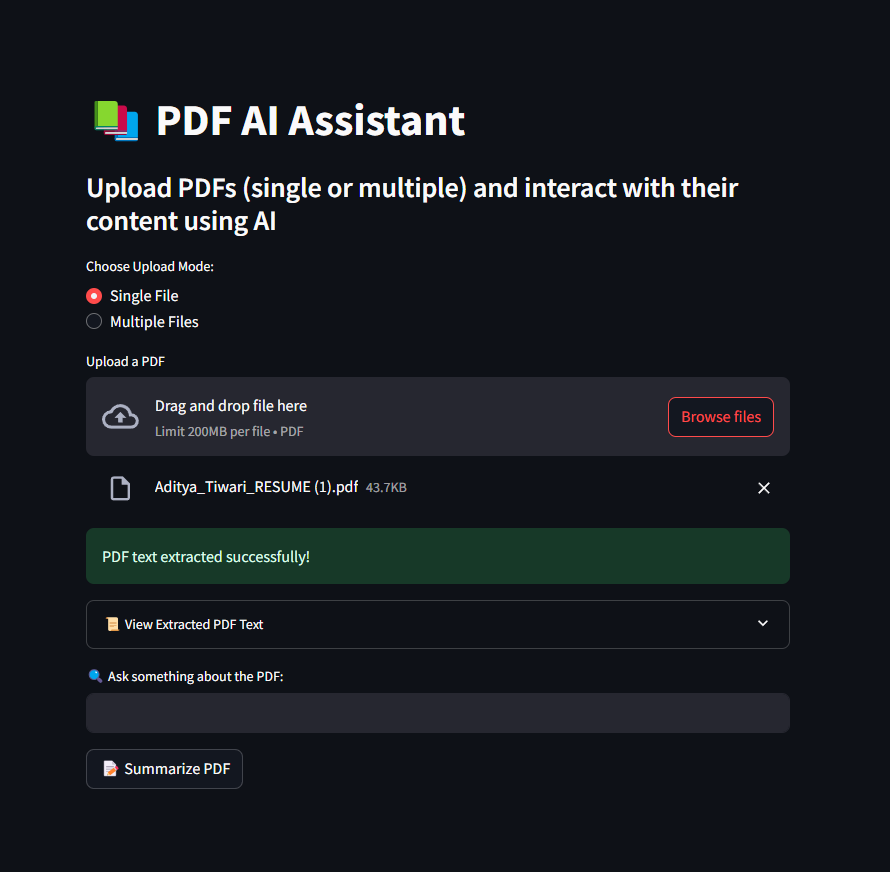 PDF AI Assistant
Upload PDFs (single or multiple) and interact with their
content using AI
Choose Upload Mode:
Single File
Multiple Files
Upload a PDF
Drag and drop file here
Limit 200MB per file • PDF
Browse files
Aditya_Tiwari_RESUME (1).pdf 43.7KB
PDF text extracted successfully!
View Extracted PDF Text
Ask something about the PDF:
Summarize PDF